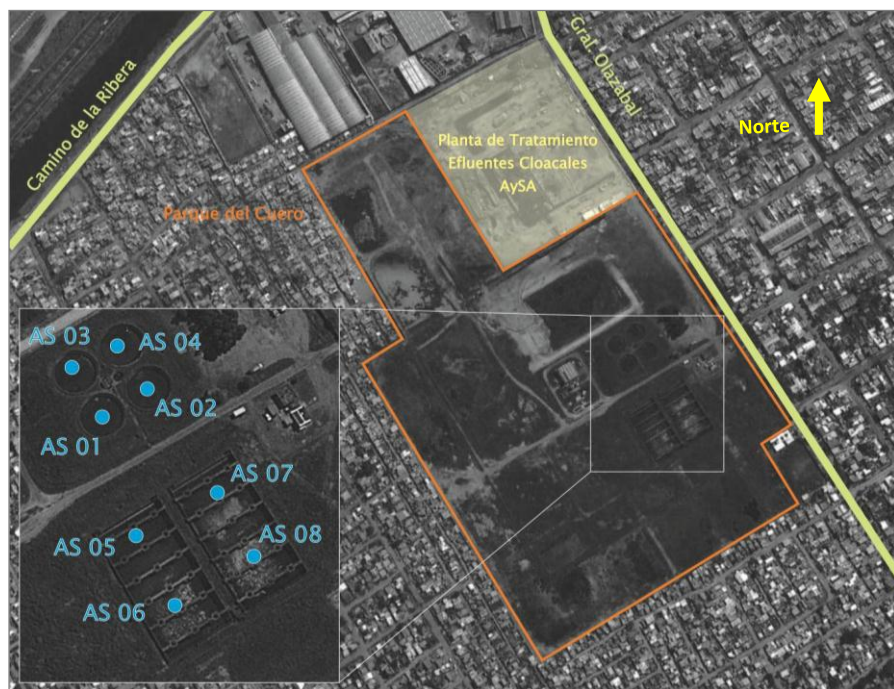 Camino de la Ribera
Gral. Olazabal
Norte
Planta de Tratamiento
Efluentes Cloacales
AySA
Parque del Cuero
AS 03
AS 04
AS 02
AS 01
AS 07
AS 05
AS 08
AS 06